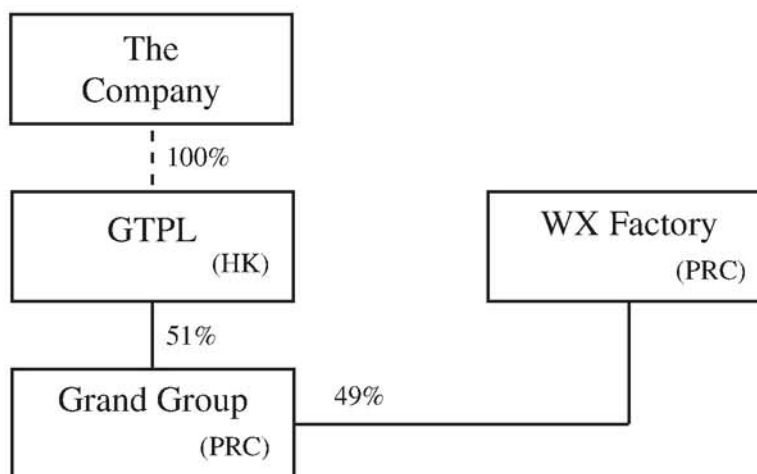 The
Company
100%
GTPL
(HK)
WX Factory
(PRC)
51%
Grand Group
(PRC)
49%